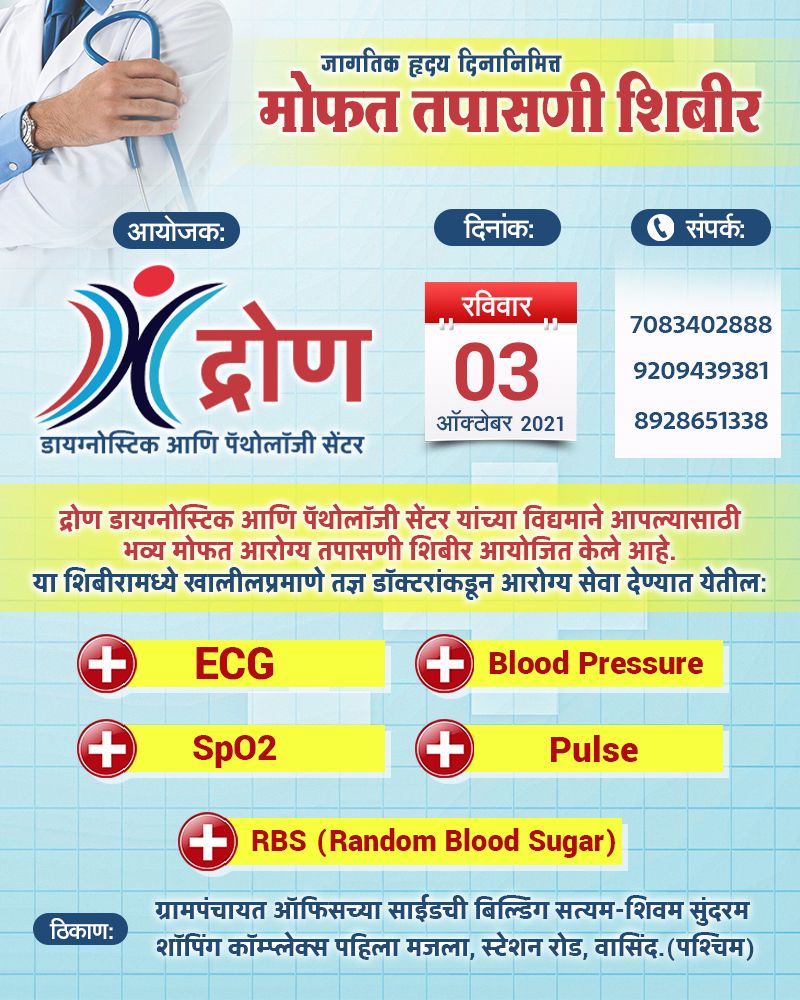 जागतिक हृदय दिनानिमित्त
मोफत तपासणी शिबीर
आयोजक:
द्रोण
डायग्नोस्टिक आणि पॅथोलॉजी सेंटर
दिनांक:
रविवार
03
ऑक्टोबर 2021
संपर्क:
7083402888
9209439381
8928651338
द्रोण डायग्नोस्टिक आणि पॅथोलॉजी सेंटर यांच्या विद्यमाने आपल्यासाठी
भव्य मोफत आरोग्य तपासणी शिबीर आयोजित केले आहे.
या शिबीरामध्ये खालीलप्रमाणे तज्ञ डॉक्टरांकडून आरोग्य सेवा देण्यात येतील:
ECG
Blood Pressure
SpO2
Pulse
RBS (Random Blood Sugar)
ठिकाण:
ग्रामपंचायत ऑफिसच्या साईडची बिल्डिंग सत्यम-शिवम सुंदरम
शॉपिंग कॉम्प्लेक्स पहिला मजला, स्टेशन रोड, वासिंद.(पश्चिम)